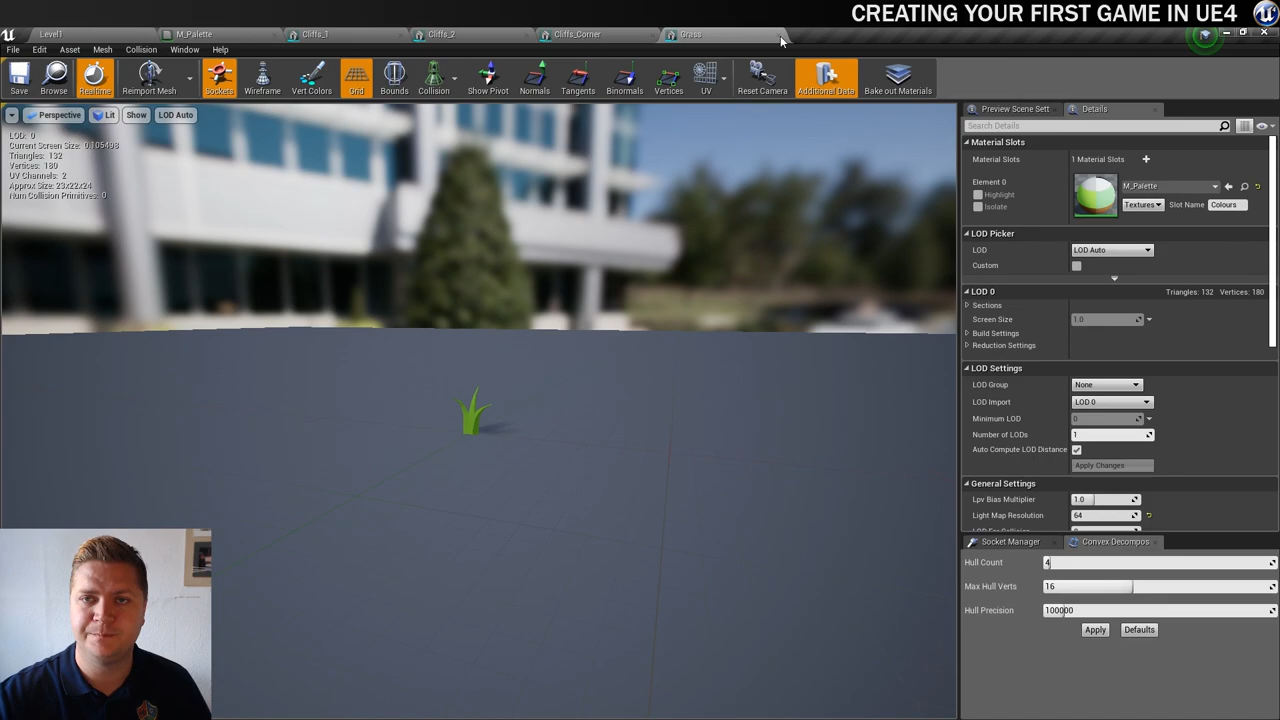 CREATING YOUR FIRST GAME IN UE4
Level1 M_Palette Cliffs_1 Cliffs_2 Cliffs_Corner Grass
File Edit Asset Mesh Collision Window Help
Save Browse Realtime Reimport Mesh Sockets Wireframe Vert Colors Grid Bounds Collision Show Pivot Normals Tangents Binormals Vertices UV Reset Camera Additional Data Bake out Materials
Perspective Lit Show LOD Auto
LOD: 0
Current Screen Size: 0.105498
Triangles: 132
Vertices: 180
UV Channels: 2
Approx Size: 23x22x24
Num Collision Primitives: 0
Preview Scene Sett Details
Search Details
Material Slots
Material Slots 1 Material Slots
Element 0
Highlight
Isolate
M_Palette
Textures Slot Name Colours
LOD Picker
LOD LOD Auto
Custom
LOD 0 Triangles: 132 Vertices: 180
Sections
Screen Size 1.0
Build Settings
Reduction Settings
LOD Settings
LOD Group None
LOD Import LOD 0
Minimum LOD 0
Number of LODs 1
Auto Compute LOD Distance
Apply Changes
General Settings
Lpv Bias Multiplier 1.0
Light Map Resolution 64
Socket Manager Convex Decompos
Hull Count 4
Max Hull Verts 16
Hull Precision 100000
Apply Defaults